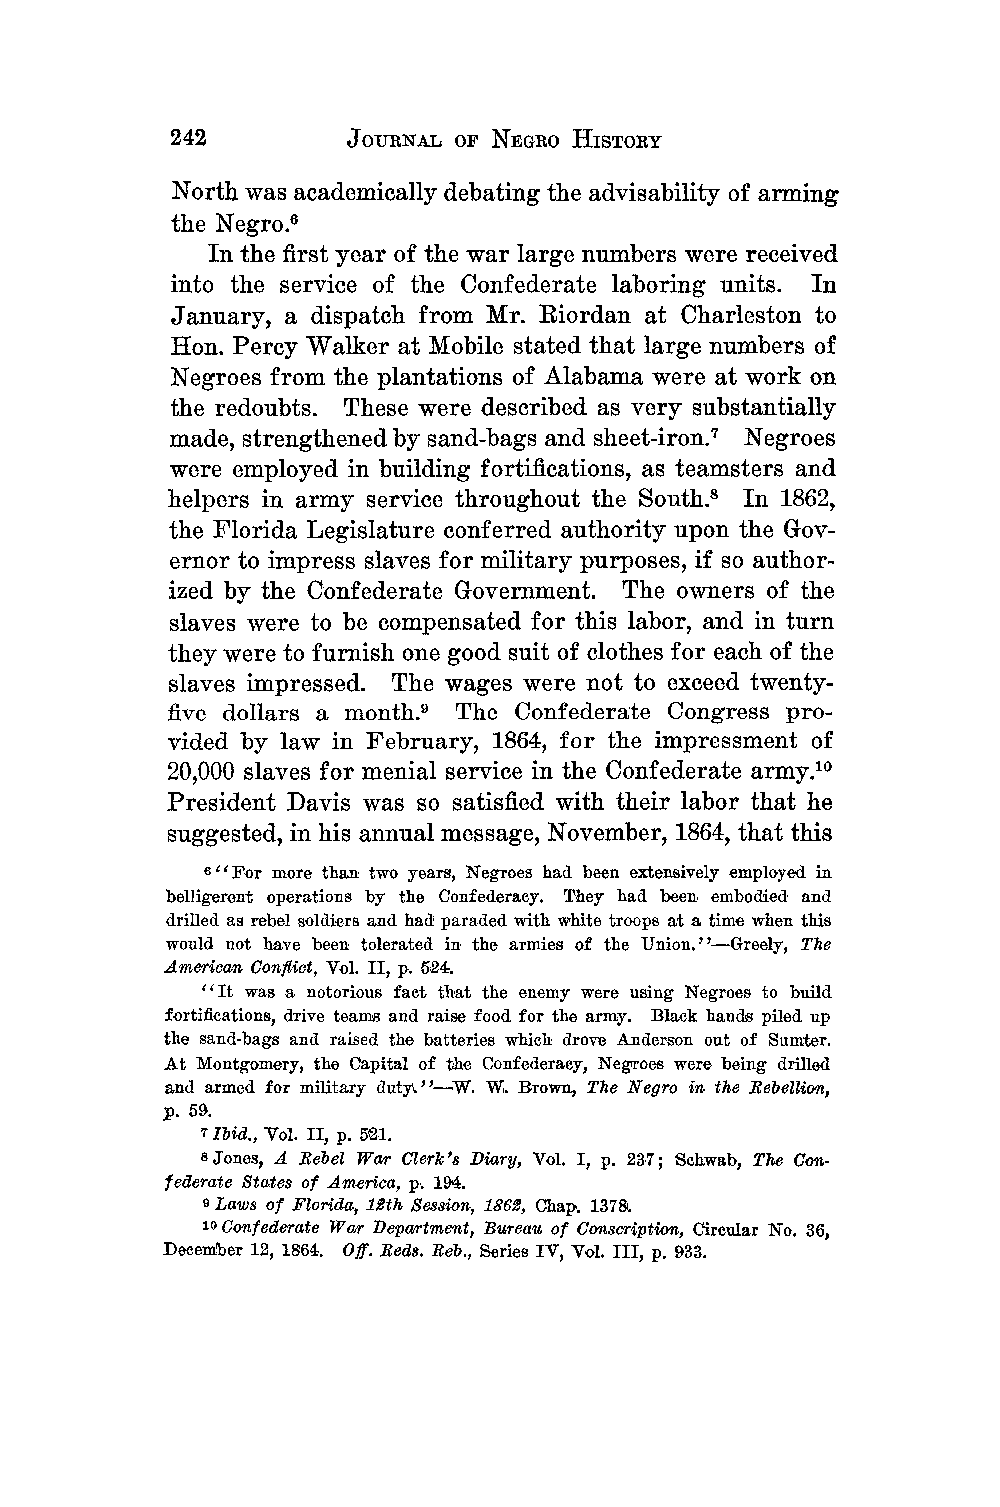 242 JOURNAL OF NEGRO HISTORY
North was academically debating the advisability of arming
the Negro.⁶
In the first year of the war large numbers were received
into the service of the Confederate laboring units. In
January, a dispatch from Mr. Riordan at Charleston to
Hon. Percy Walker at Mobile stated that large numbers of
Negroes from the plantations of Alabama were at work on
the redoubts. These were described as very substantially
made, strengthened by sand-bags and sheet-iron.⁷ Negroes
were employed in building fortifications, as teamsters and
helpers in army service throughout the South.⁸ In 1862,
the Florida Legislature conferred authority upon the Gov-
ernor to impress slaves for military purposes, if so author-
ized by the Confederate Government. The owners of the
slaves were to be compensated for this labor, and in turn
they were to furnish one good suit of clothes for each of the
slaves impressed. The wages were not to exceed twenty-
five dollars a month.⁹ The Confederate Congress pro-
vided by law in February, 1864, for the impressment of
20,000 slaves for menial service in the Confederate army.¹⁰
President Davis was so satisfied with their labor that he
suggested, in his annual message, November, 1864, that this
⁶ ‘‘For more than two years, Negroes had been extensively employed in
belligerent operations by the Confederacy. They had been embodied and
drilled as rebel soldiers and had paraded with white troops at a time when this
would not have been tolerated in the armies of the Union.’’—Greely, The
American Conflict, Vol. II, p. 524.
‘‘It was a notorious fact that the enemy were using Negroes to build
fortifications, drive teams and raise food for the army. Black hands piled up
the sand-bags and raised the batteries which drove Anderson out of Sumter.
At Montgomery, the Capital of the Confederacy, Negroes were being drilled
and armed for military duty.’’—W. W. Brown, The Negro in the Rebellion,
p. 59.
⁷ Ibid., Vol. II, p. 521.
⁸ Jones, A Rebel War Clerk's Diary, Vol. I, p. 237; Schwab, The Con-
federate States of America, p. 194.
⁹ Laws of Florida, 12th Session, 1862, Chap. 1378.
¹⁰ Confederate War Department, Bureau of Conscription, Circular No. 36,
December 12, 1864. Off. Reds. Reb., Series IV, Vol. III, p. 933.